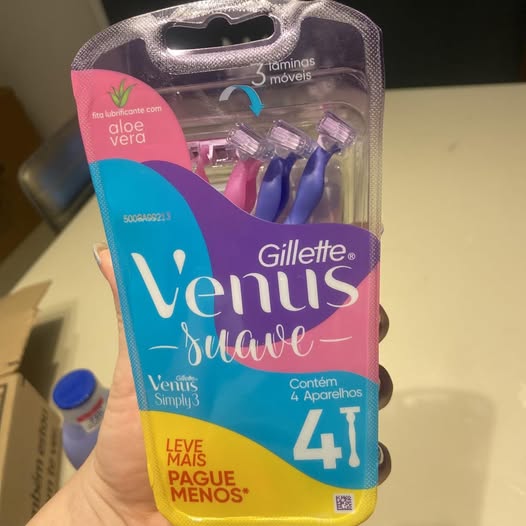 3 lâminas
móveis
fita lubrificante com
aloe
vera
Gillette®
Venus
suave
Gillette
Venus
Simply3
Contém
4 Aparelhos
4
LEVE
MAIS
PAGUE
MENOS*